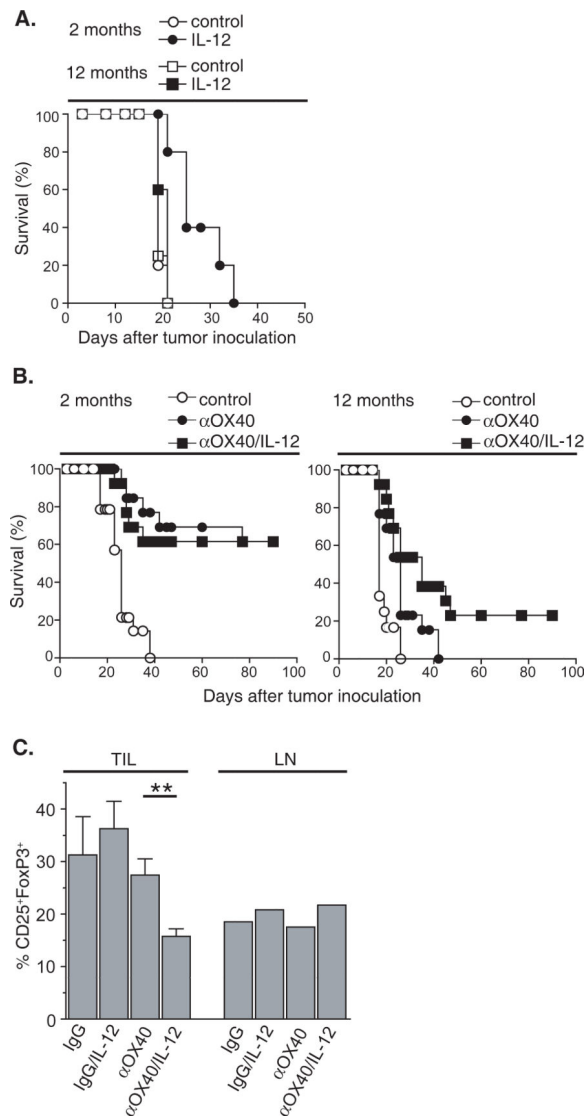 A.
2 months control
IL-12
12 months control
IL-12
100
80
60
40
20
0
Survival (%)
0 10 20 30 40 50
Days after tumor inoculation
B.
2 months control
αOX40
αOX40/IL-12
12 months control
αOX40
αOX40/IL-12
100
80
60
40
20
0
Survival (%)
0 20 40 60 80 100
100
80
60
40
20
0
0 20 40 60 80 100
Days after tumor inoculation
C.
TIL LN
**
40
30
20
10
0
% CD25⁺FoxP3⁺
IgG
IgG/IL-12
αOX40
αOX40/IL-12
IgG
IgG/IL-12
αOX40
αOX40/IL-12